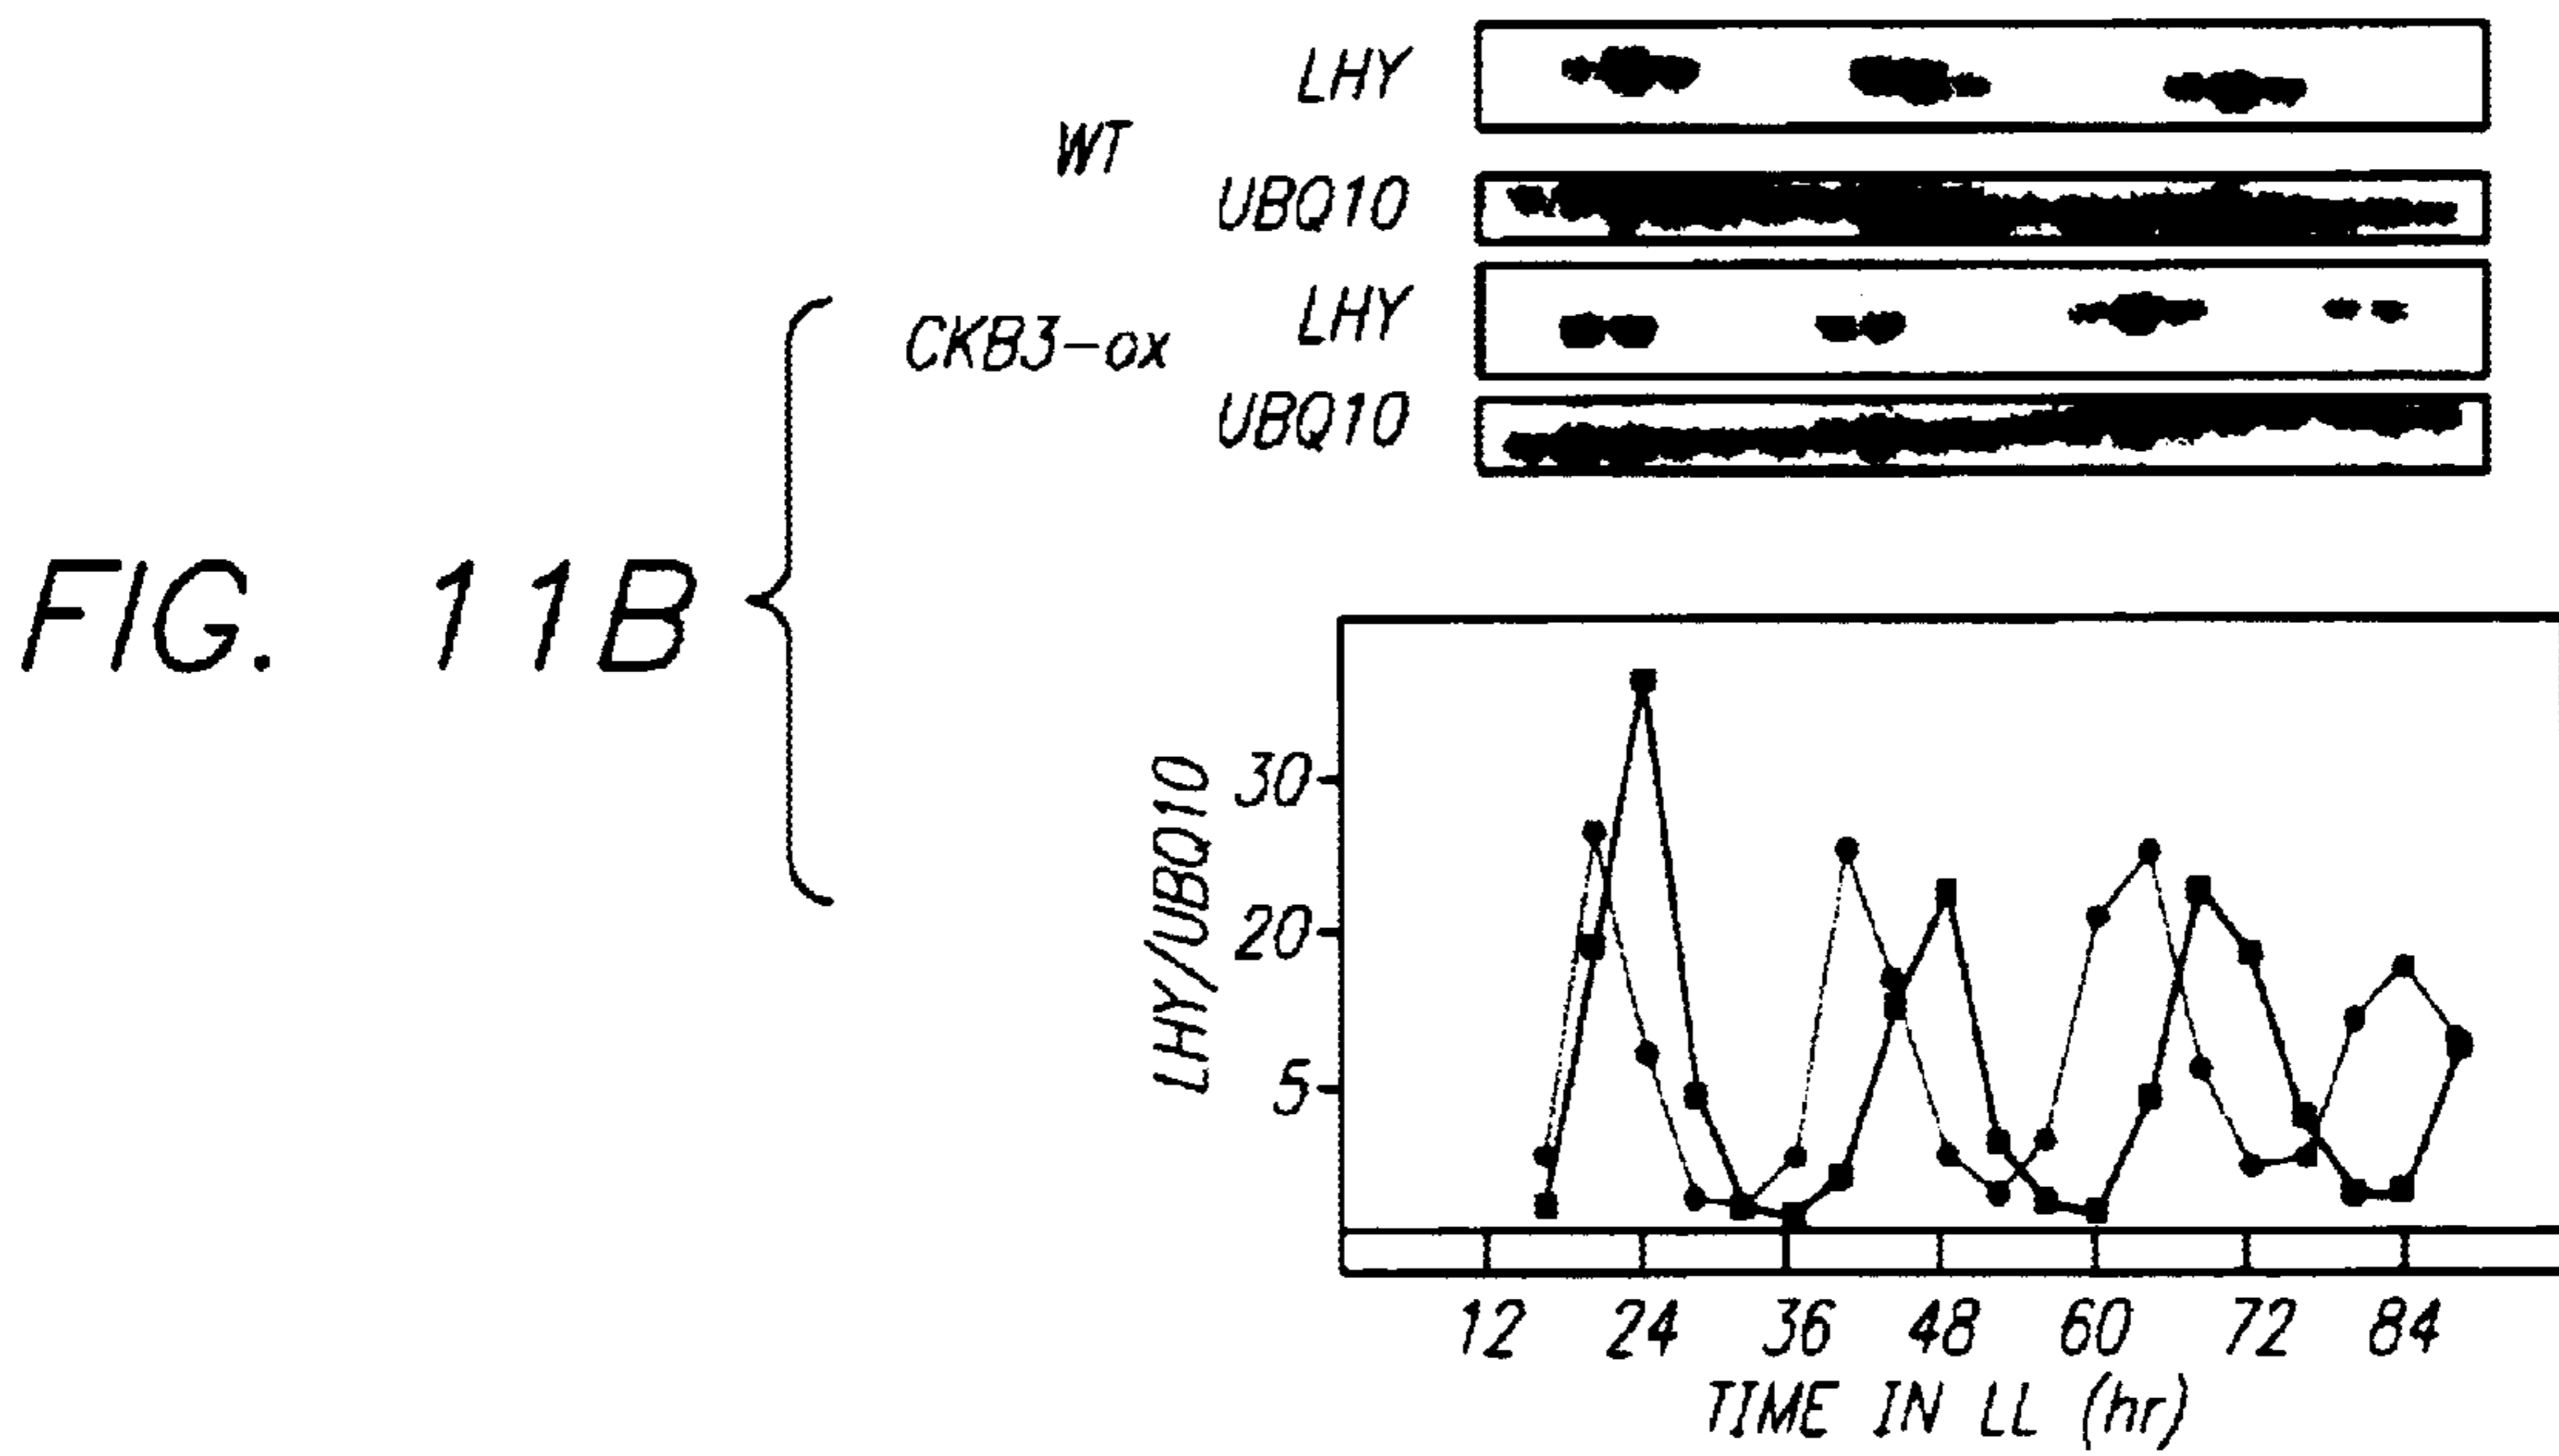 LHY
WT
UBQ10
CKB3-ox
LHY
UBQ10
FIG. 11B
LHY/UBQ10
30
20
5
12 24 36 48 60 72 84
TIME IN LL (hr)